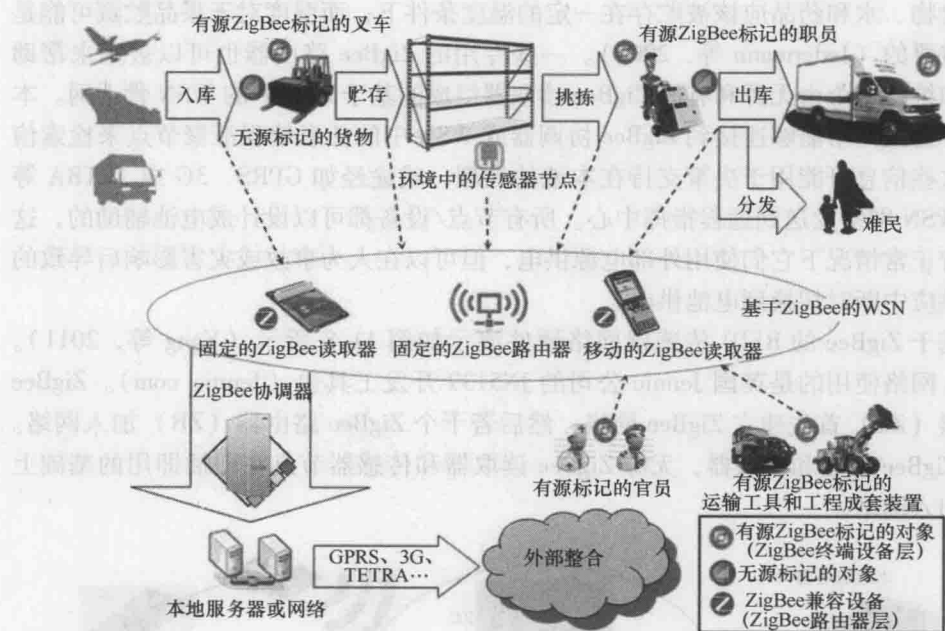 有源ZigBee标记的叉车
有源ZigBee标记的职员
入库
贮存
挑拣
出库
无源标记的货物
环境中的传感器节点
分发
难民
基于ZigBee的WSN
固定的ZigBee读取器
固定的ZigBee路由器
移动的ZigBee读取器
ZigBee协调器
有源标记的官员
有源ZigBee标记的
运输工具和工程成套装置
GPRS、3G、
TETRA…
外部整合
本地服务器或网络
有源ZigBee标记的对象
(ZigBee终端设备层)
无源标记的对象
ZigBee兼容设备
(ZigBee路由器层)